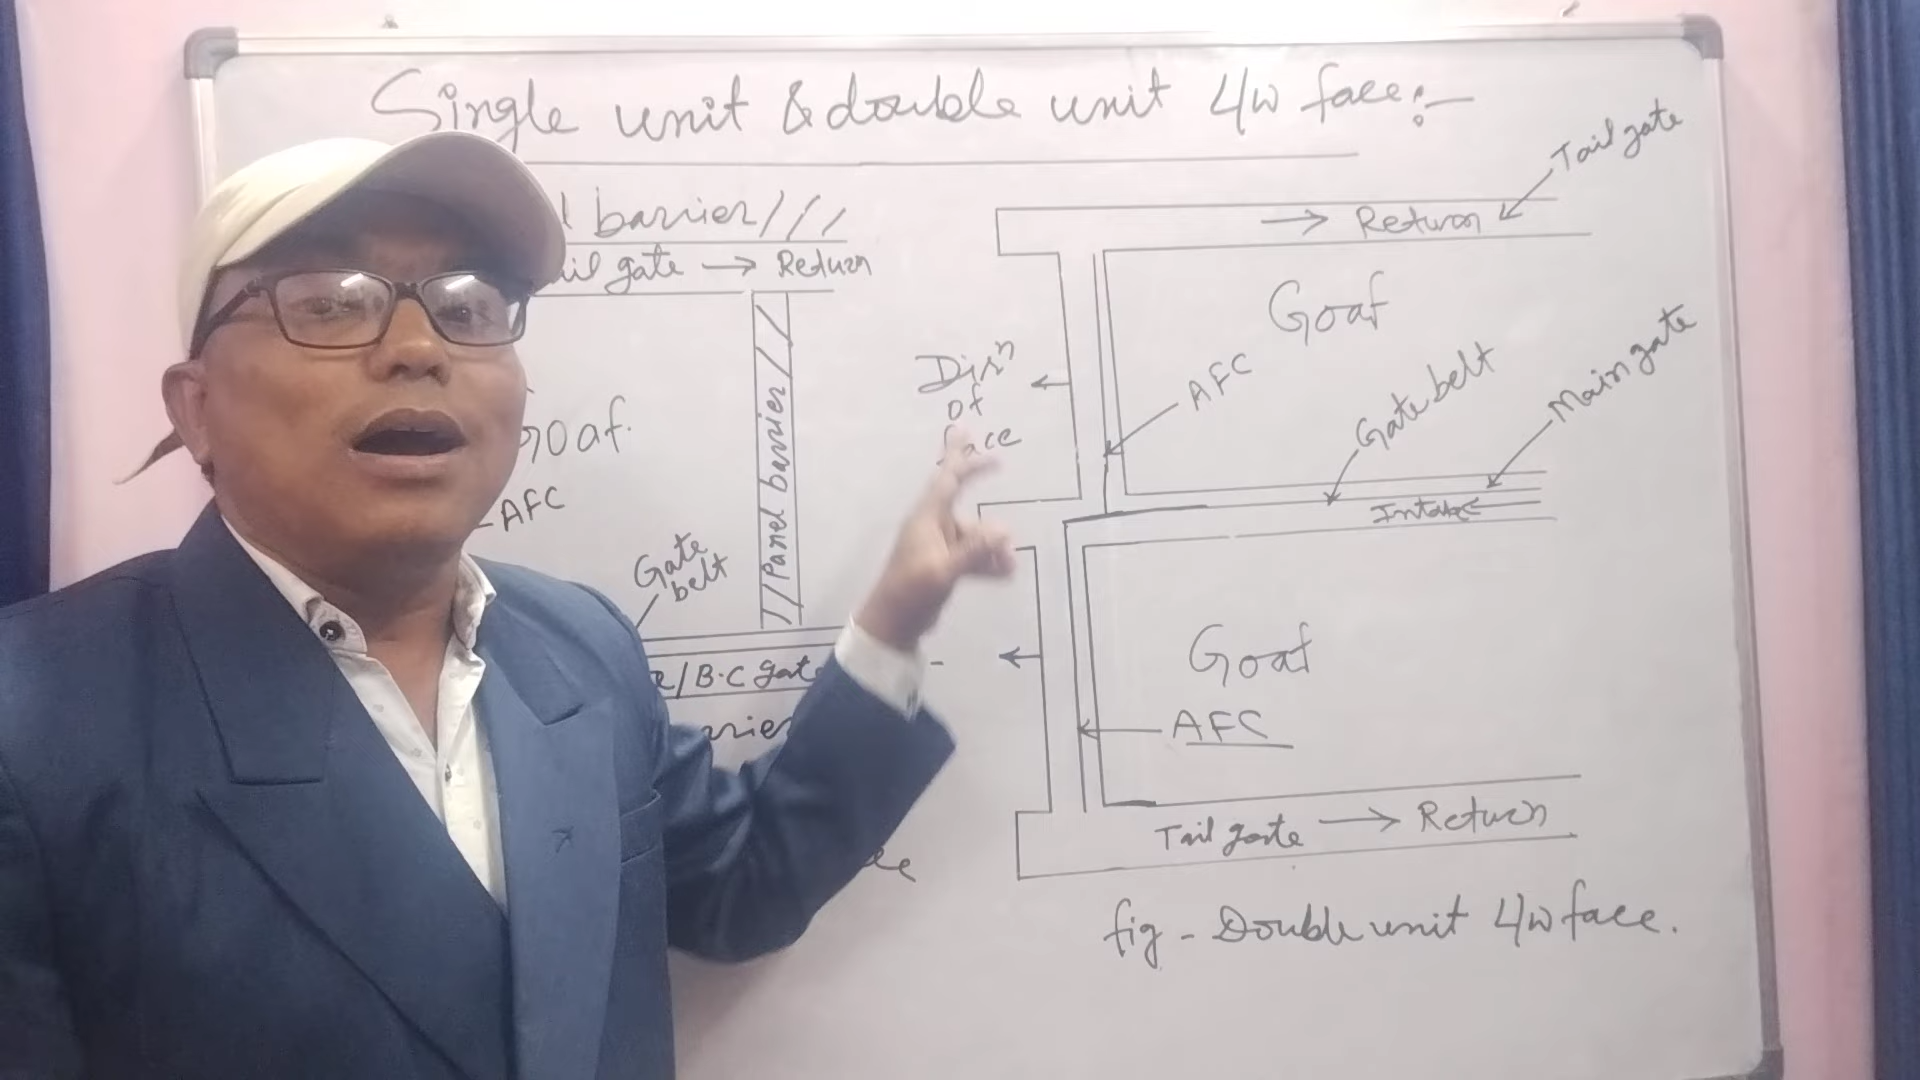 Single unit & double unit LW face:-
barrier
gate → Return
Goaf.
AFC
Panel barrier
Gate
belt
/B.C gate
Tail gate
→ Return
Goaf
Dirⁿ
of
face
AFC
Gate belt
Main gate
Intake
Goaf
AFC
Tail gate → Return
fig - Double unit LW face.